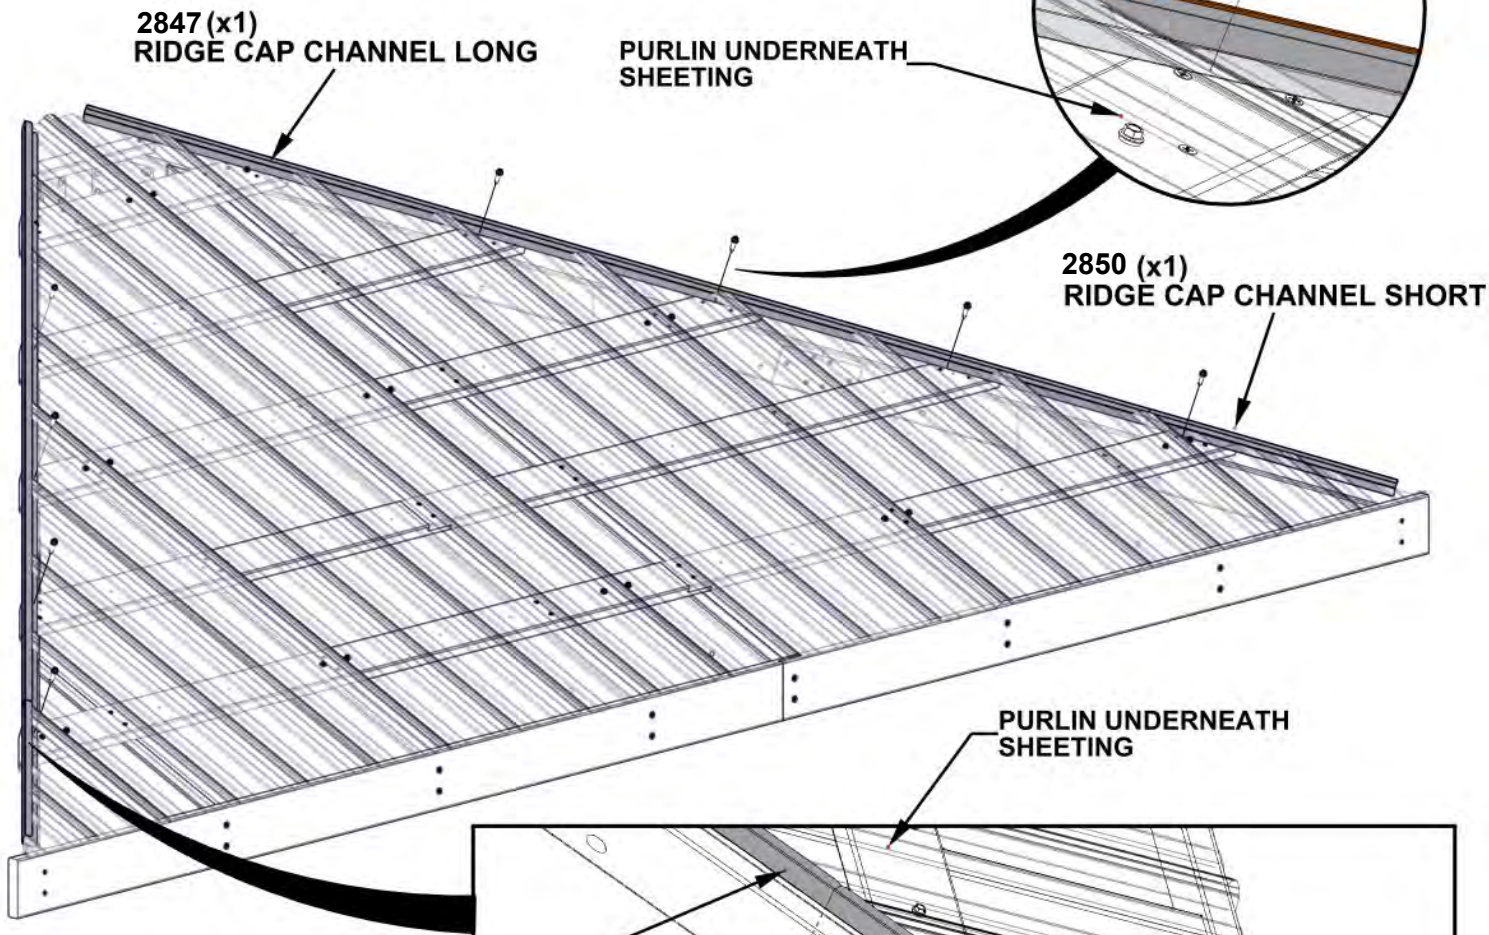 2847 (x1)
RIDGE CAP CHANNEL LONG
PURLIN UNDERNEATH
SHEETING
2850 (x1)
RIDGE CAP CHANNEL SHORT
PURLIN UNDERNEATH
SHEETING